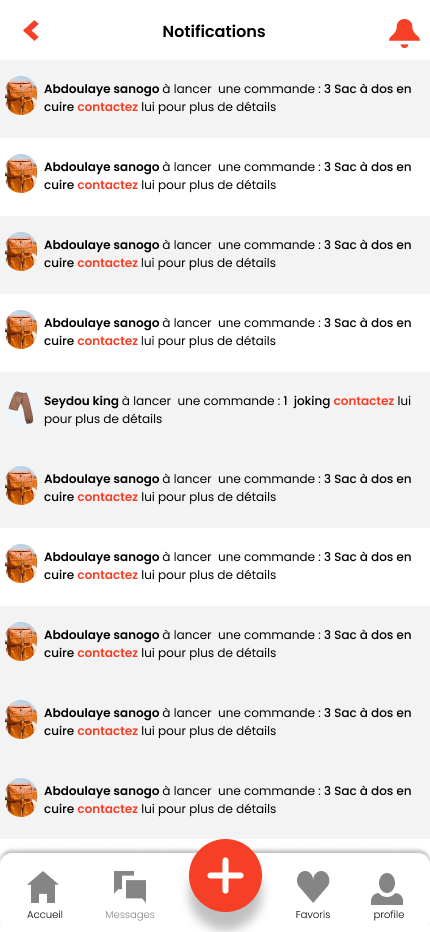 Notifications
Abdoulaye sanogo à lancer une commande : 3 Sac à dos en
cuire contactez lui pour plus de détails
Abdoulaye sanogo à lancer une commande : 3 Sac à dos en
cuire contactez lui pour plus de détails
Abdoulaye sanogo à lancer une commande : 3 Sac à dos en
cuire contactez lui pour plus de détails
Abdoulaye sanogo à lancer une commande : 3 Sac à dos en
cuire contactez lui pour plus de détails
Seydou king à lancer une commande : 1 joking contactez lui
pour plus de détails
Abdoulaye sanogo à lancer une commande : 3 Sac à dos en
cuire contactez lui pour plus de détails
Abdoulaye sanogo à lancer une commande : 3 Sac à dos en
cuire contactez lui pour plus de détails
Abdoulaye sanogo à lancer une commande : 3 Sac à dos en
cuire contactez lui pour plus de détails
Abdoulaye sanogo à lancer une commande : 3 Sac à dos en
cuire contactez lui pour plus de détails
Abdoulaye sanogo à lancer une commande : 3 Sac à dos en
cuire contactez lui pour plus de détails
Accueil Messages Favoris profile